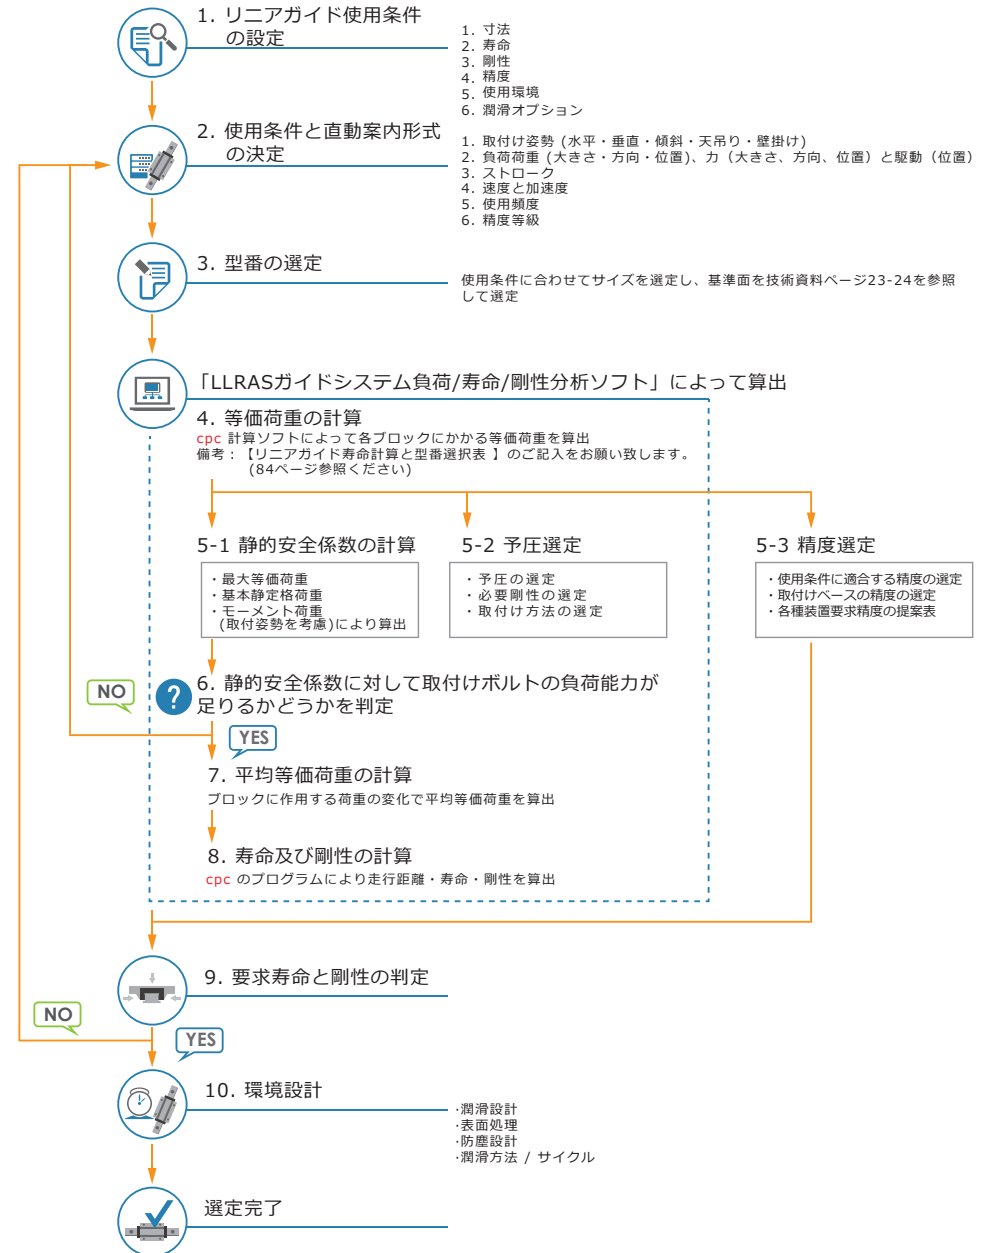 1. リニアガイド使用条件
の設定
1. 寸法
2. 寿命
3. 剛性
4. 精度
5. 使用環境
6. 潤滑オプション
2. 使用条件と直動案内形式
の決定
1. 取付け姿勢 (水平・垂直・傾斜・天吊り・壁掛け)
2. 負荷荷重 (大きさ・方向・位置)、力（大きさ、方向、位置）と駆動（位置）
3. ストローク
4. 速度と加速度
5. 使用頻度
6. 精度等級
3. 型番の選定
使用条件に合わせてサイズを選定し、基準面を技術資料ページ23-24を参照
して選定
「LLRASガイドシステム負荷/寿命/剛性分析ソフト」によって算出
4. 等価荷重の計算
cpc 計算ソフトによって各ブロックにかかる等価荷重を算出
備考：【リニアガイド寿命計算と型番選択表 】のご記入をお願い致します。
(84ページ参照ください)
5-1 静的安全係数の計算
・最大等価荷重
・基本静定格荷重
・モーメント荷重
(取付姿勢を考慮)により算出
5-2 予圧選定
・予圧の選定
・必要剛性の選定
・取付け方法の選定
5-3 精度選定
・使用条件に適合する精度の選定
・取付けベースの精度の選定
・各種装置要求精度の提案表
NO
?
6. 静的安全係数に対して取付けボルトの負荷能力が
足りるかどうかを判定
YES
7. 平均等価荷重の計算
ブロックに作用する荷重の変化で平均等価荷重を算出
8. 寿命及び剛性の計算
cpc のプログラムにより走行距離・寿命・剛性を算出
9. 要求寿命と剛性の判定
NO
YES
10. 環境設計
·潤滑設計
·表面処理
·防塵設計
·潤滑方法 / サイクル
選定完了